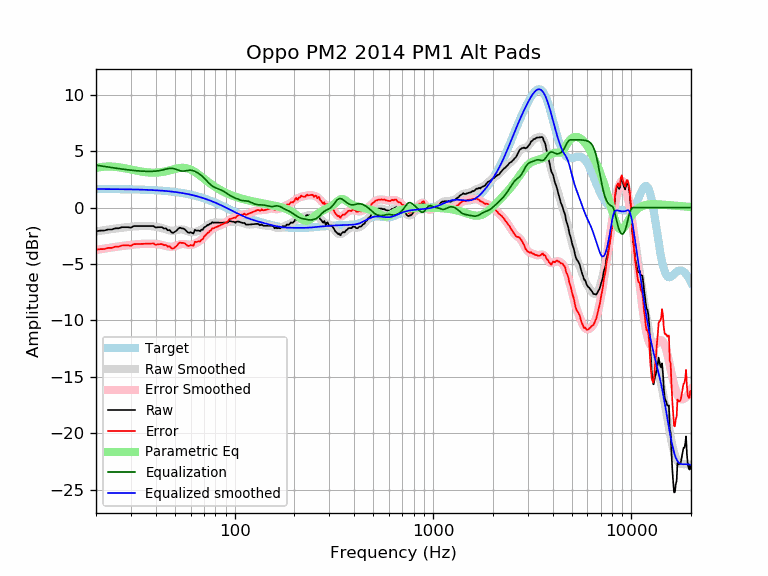 Oppo PM2 2014 PM1 Alt Pads
10
5
0
−5
−10
−15
−20
−25
Amplitude (dBr)
Target
Raw Smoothed
Error Smoothed
Raw
Error
Parametric Eq
Equalization
Equalized smoothed
100 1000 10000
Frequency (Hz)